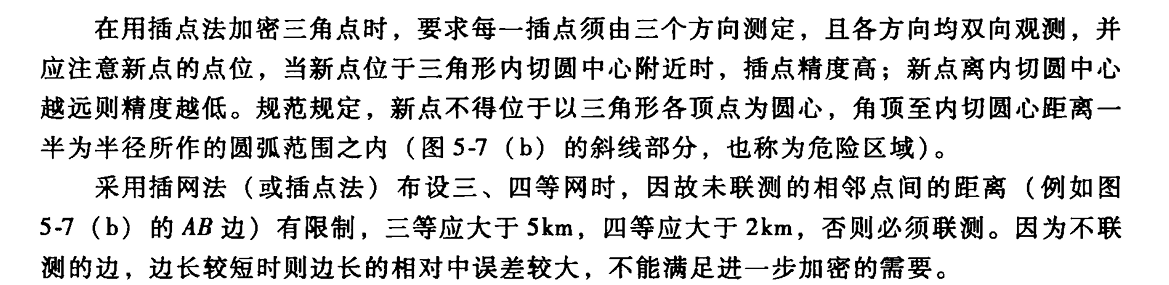 在用插点法加密三角点时，要求每一插点须由三个方向测定，且各方向均双向观测，并
应注意新点的点位，当新点位于三角形内切圆中心附近时，插点精度高；新点离内切圆中心
越远则精度越低。规范规定，新点不得位于以三角形各顶点为圆心，角顶至内切圆心距离一
半为半径所作的圆弧范围之内（图5-7（b）的斜线部分，也称为危险区域）。
采用插网法（或插点法）布设三、四等网时，因故未联测的相邻点间的距离（例如图
5-7（b）的AB边）有限制，三等应大于5km，四等应大于2km，否则必须联测。因为不联
测的边，边长较短时则边长的相对中误差较大，不能满足进一步加密的需要。